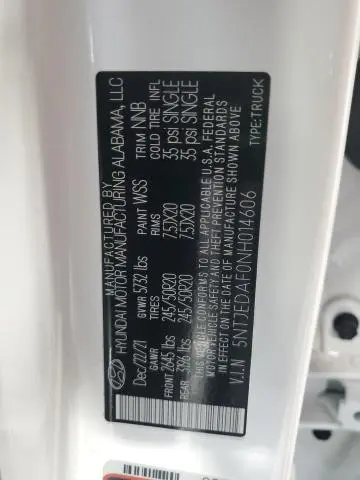 MANUFACTURED BY
HYUNDAI MOTOR MANUFACTURING ALABAMA, LLC
Dec/22/21 GVWR 5732 lbs PAINT WSS TRIM NNB
GAWR TIRES RIMS COLD TIRE INFL
FRONT 2645 lbs 245/50R20 7.5JX20 35 psi SINGLE
REAR 3196 lbs 245/50R20 7.5JX20 35 psi SINGLE
THIS VEHICLE CONFORMS TO ALL APPLICABLE U.S.A. FEDERAL
MOTOR VEHICLE SAFETY AND THEFT PREVENTION STANDARDS
IN EFFECT ON THE DATE OF MANUFACTURE SHOWN ABOVE
V.I.N 5NTJEDAF0NH014606 TYPE:TRUCK